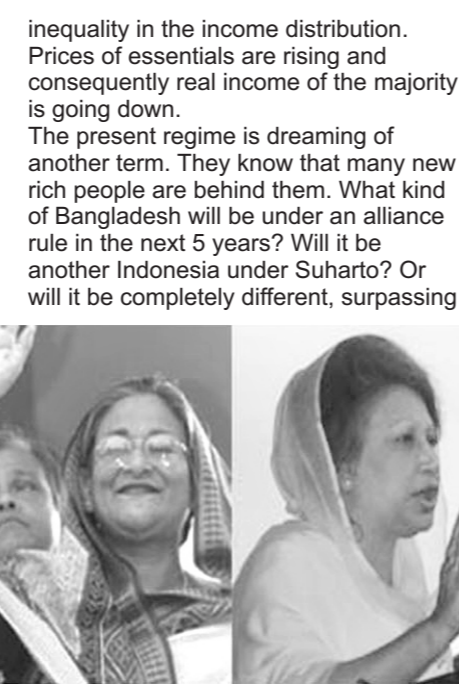 inequality in the income distribution.
Prices of essentials are rising and
consequently real income of the majority
is going down.
The present regime is dreaming of
another term. They know that many new
rich people are behind them. What kind
of Bangladesh will be under an alliance
rule in the next 5 years? Will it be
another Indonesia under Suharto? Or
will it be completely different, surpassing